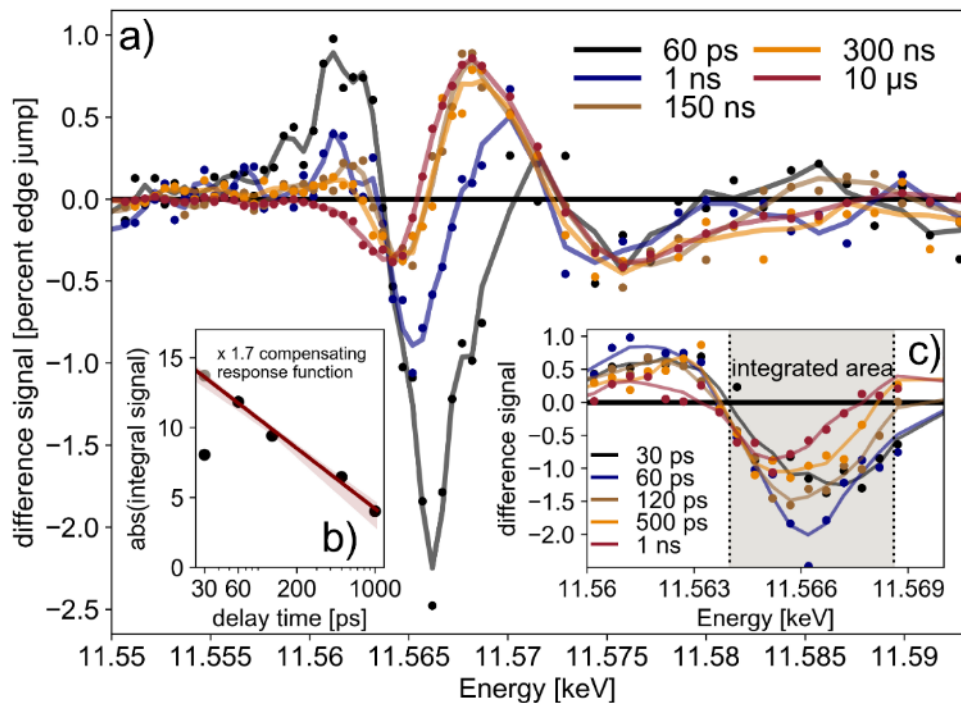 a)
60 ps
1 ns
150 ns
300 ns
10 µs
difference signal [percent edge jump]
1.0
0.5
0.0
−0.5
−1.0
−1.5
−2.0
−2.5
11.55
11.555
11.56
11.565
11.57
11.575
11.58
11.585
11.59
Energy [keV]
x 1.7 compensating
response function
b)
abs(integral signal)
15
10
5
0
30
60
200
1000
delay time [ps]
integrated area
c)
difference signal
1.0
0.5
0.0
−0.5
−1.0
−1.5
−2.0
30 ps
60 ps
120 ps
500 ps
1 ns
11.56
11.563
11.566
11.569
Energy [keV]